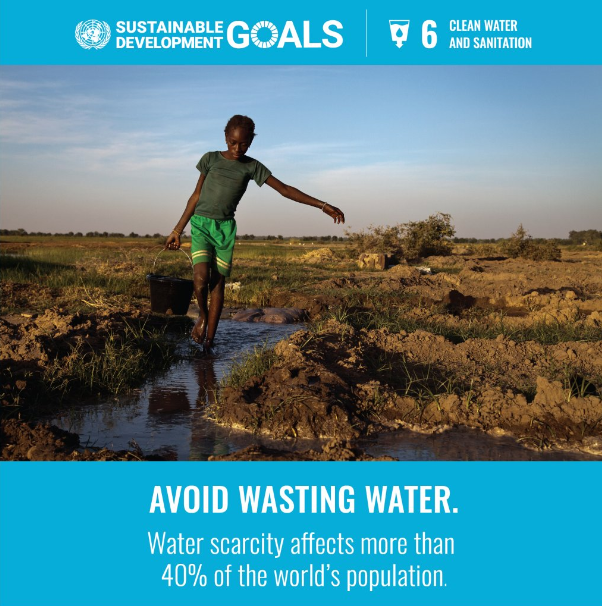 SUSTAINABLE
DEVELOPMENT GOALS
6 CLEAN WATER
AND SANITATION
AVOID WASTING WATER.
Water scarcity affects more than
40% of the world’s population.